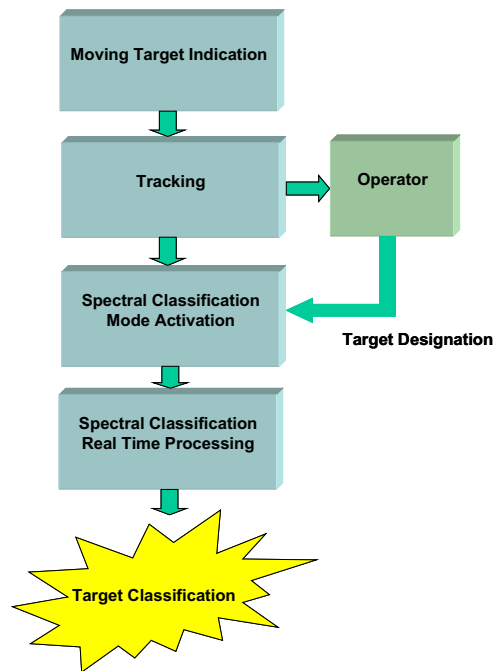 Moving Target Indication
Tracking
Operator
Spectral Classification
Mode Activation
Target Designation
Spectral Classification
Real Time Processing
Target Classification